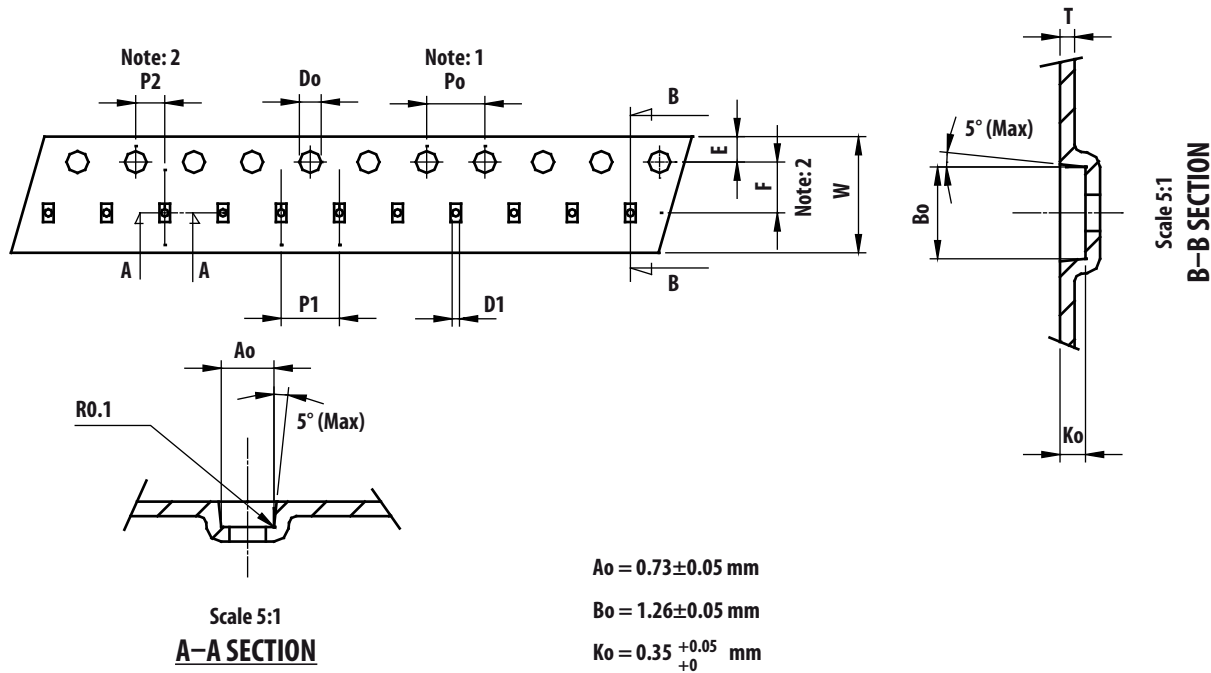 Note: 2
P2
Do
Note: 1
Po
B
E
F
Note: 2
W
A
A
B
P1
D1
Ao
R0.1
5° (Max)
Scale 5:1
A–A SECTION
T
5° (Max)
Bo
Ko
Scale 5:1
B–B SECTION
Ao = 0.73±0.05 mm
Bo = 1.26±0.05 mm
Ko = 0.35 +0.05 +0 mm